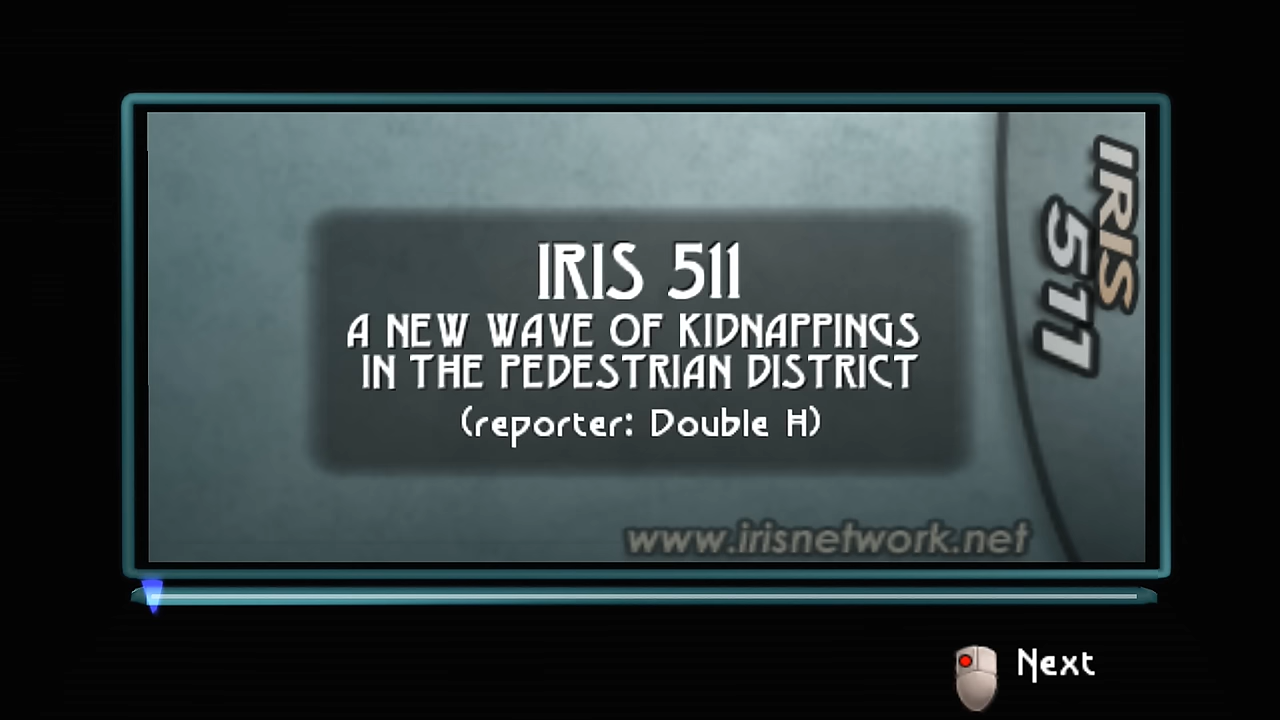 IRIS 511
A NEW WAVE OF KIDNAPPINGS
IN THE PEDESTRIAN DISTRICT
(reporter: Double H)
IRIS
511
www.irisnetwork.net
Next